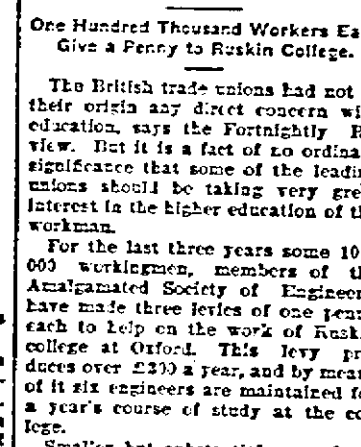 One Hundred Thousand Workers Ea
Give a Penny to Ruskin College.
The British trade unions had not
their origin any direct concern wi
education, says the Fortnightly R
view. But it is a fact of no ordina
significance that some of the leadin
unions should be taking very gre
interest in the higher education of t
workman.
For the last three years some 10
000 workingmen, members of t
Amalgamated Society of Engineer
have made three levies of one penn
each to help on the work of Rusk
college at Oxford. This levy pr
duces over £300 a year, and by mean
of it six engineers are maintained f
a year's course of study at the co
lege.